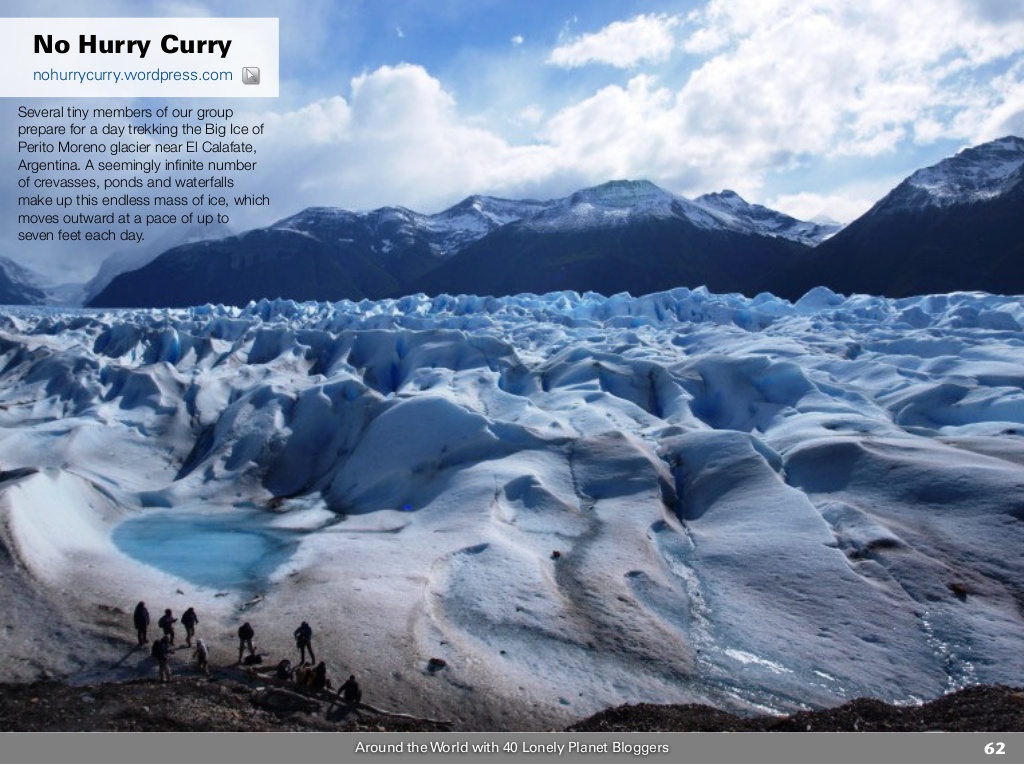 No Hurry Curry
nohurrycurry.wordpress.com
Several tiny members of our group
prepare for a day trekking the Big Ice of
Perito Moreno glacier near El Calafate,
Argentina. A seemingly infinite number
of crevasses, ponds and waterfalls
make up this endless mass of ice, which
moves outward at a pace of up to
seven feet each day.
Around the World with 40 Lonely Planet Bloggers
62